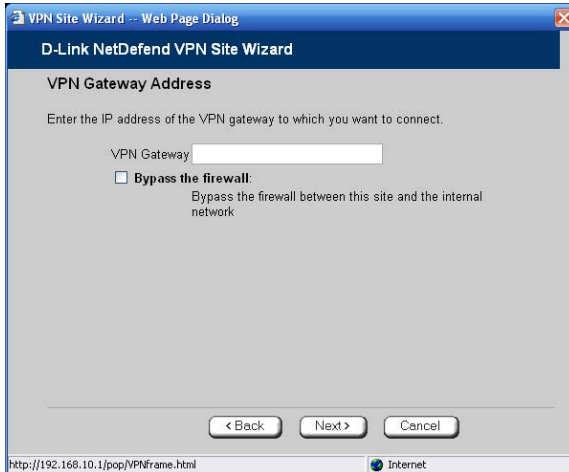 VPN Site Wizard -- Web Page Dialog
D-Link NetDefend VPN Site Wizard
VPN Gateway Address
Enter the IP address of the VPN gateway to which you want to connect.
VPN Gateway
Bypass the firewall:
Bypass the firewall between this site and the internal
network
< Back
Next >
Cancel
http://192.168.10.1/pop/VPNframe.html
Internet